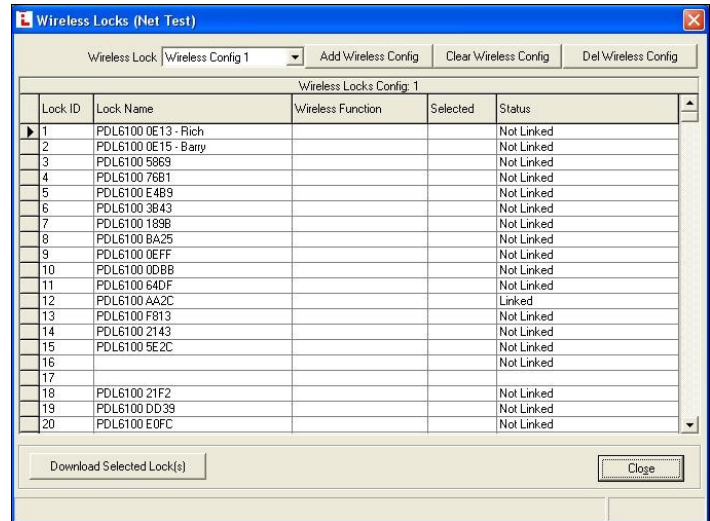 Wireless Locks (Net Test)
Wireless Lock Wireless Config 1 Add Wireless Config Clear Wireless Config Del Wireless Config
Wireless Locks Config: 1
Lock ID Lock Name Wireless Function Selected Status
1 PDL6100 0E13 - Rich Not Linked
2 PDL6100 0E15 - Barry Not Linked
3 PDL6100 5869 Not Linked
4 PDL6100 76B1 Not Linked
5 PDL6100 E4B9 Not Linked
6 PDL6100 3B43 Not Linked
7 PDL6100 189B Not Linked
8 PDL6100 BA25 Not Linked
9 PDL6100 0EFF Not Linked
10 PDL6100 0DBB Not Linked
11 PDL6100 64DF Not Linked
12 PDL6100 AA2C Linked
13 PDL6100 F813 Not Linked
14 PDL6100 2143 Not Linked
15 PDL6100 5E2C Not Linked
16 Not Linked
17
18 PDL6100 21F2 Not Linked
19 PDL6100 DD39 Not Linked
20 PDL6100 E0FC Not Linked
Download Selected Lock(s) Close